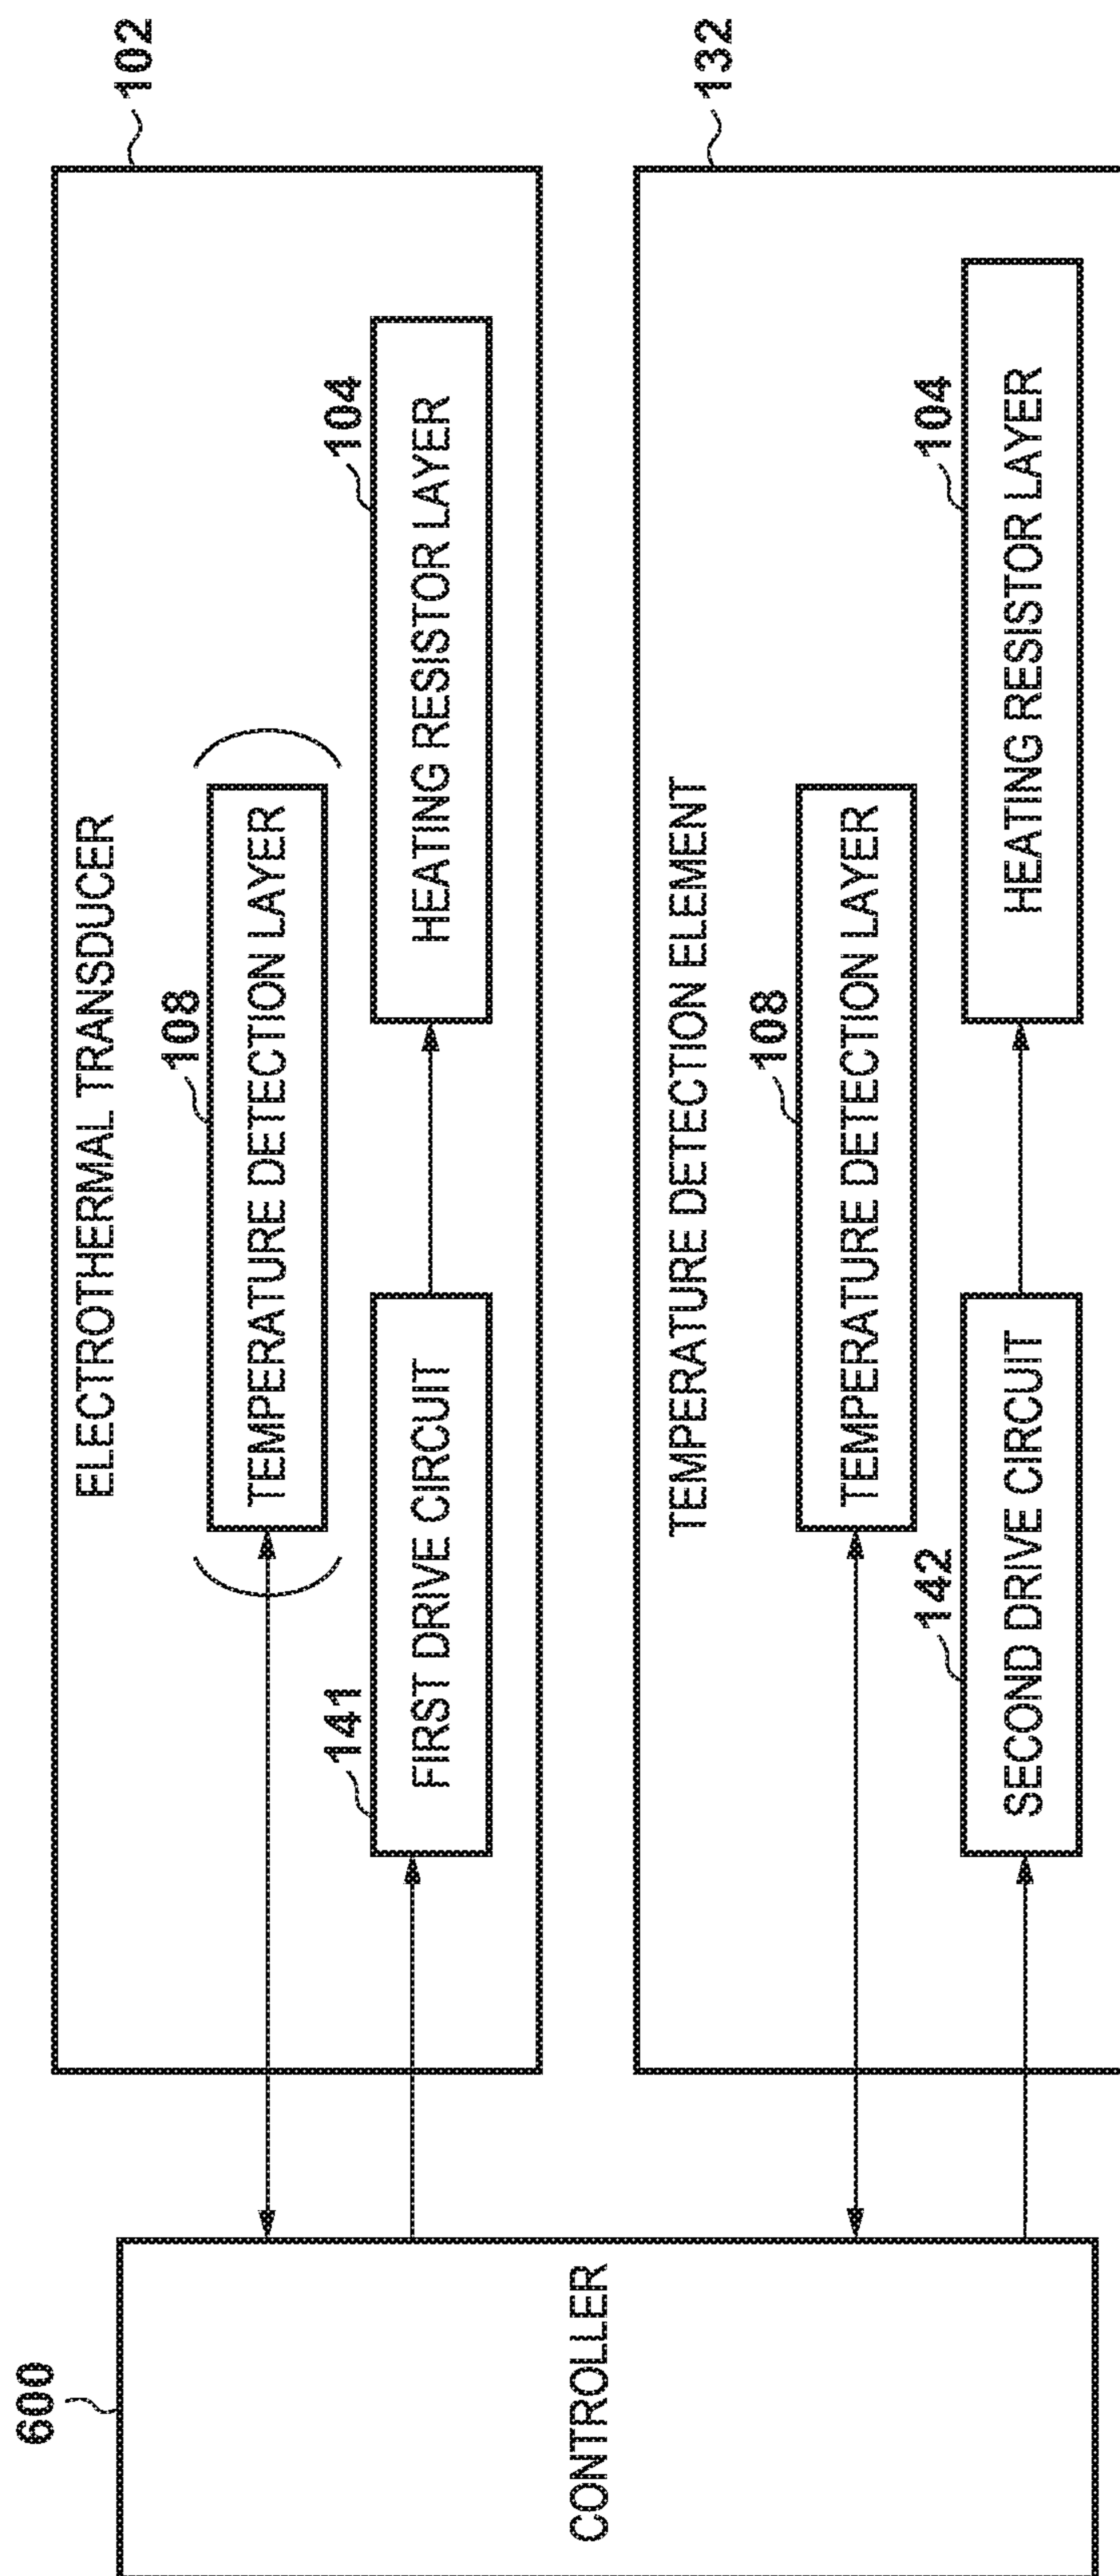 600
CONTROLLER
102
ELECTROTHERMAL TRANSDUCER
108
TEMPERATURE DETECTION LAYER
141
FIRST DRIVE CIRCUIT
104
HEATING RESISTOR LAYER
132
TEMPERATURE DETECTION ELEMENT
108
TEMPERATURE DETECTION LAYER
142
SECOND DRIVE CIRCUIT
104
HEATING RESISTOR LAYER